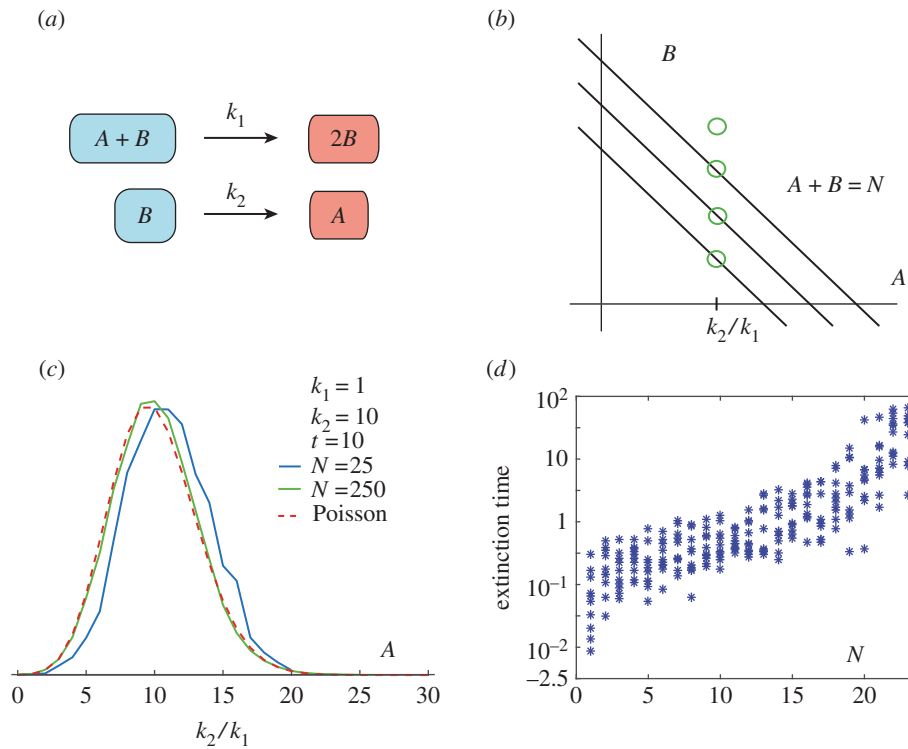 (a)
A + B
k1
2B
B
k2
A
(b)
B
A + B = N
A
k2/k1
(c)
k1 = 1
k2 = 10
t = 10
N = 25
N = 250
Poisson
A
0 5 10 15 20 25 30
k2/k1
(d)
10^2
10
1
10^-1
10^-2
-2.5
extinction time
N
0 5 10 15 20